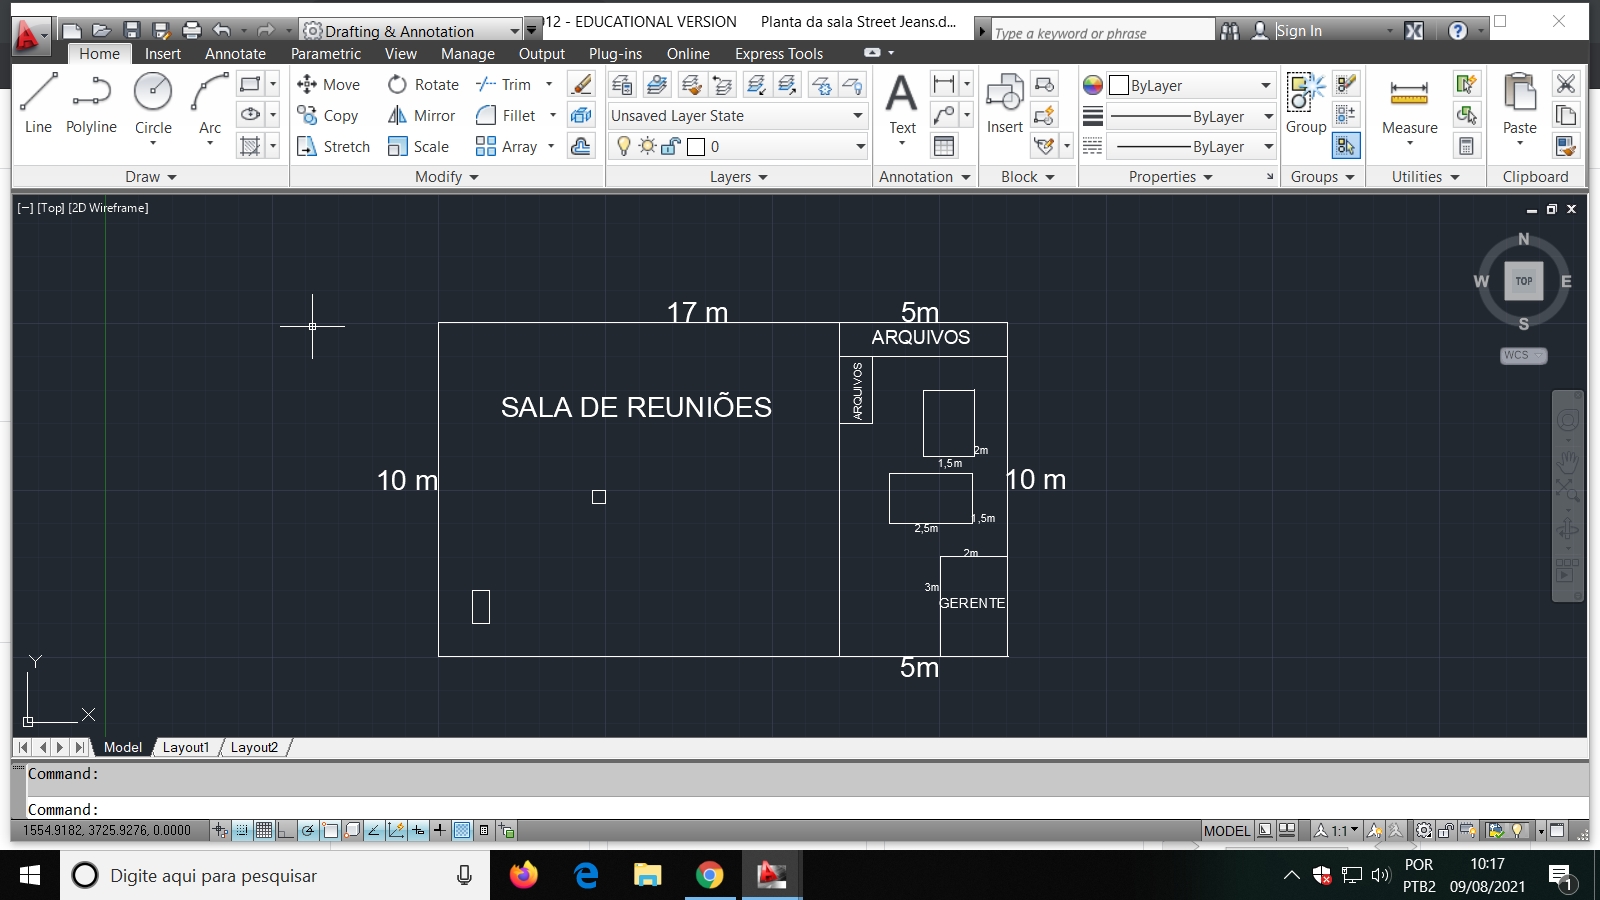 Drafting & Annotation
012 - EDUCATIONAL VERSION Planta da sala Street Jeans.d...
Type a keyword or phrase
Sign In
Home Insert Annotate Parametric View Manage Output Plug-ins Online Express Tools
Line Polyline Circle Arc
Move Rotate Trim
Copy Mirror Fillet
Stretch Scale Array
Unsaved Layer State
0
Text
Insert
ByLayer
ByLayer
ByLayer
Group
Measure
Paste
Draw Modify Layers Annotation Block Properties Groups Utilities Clipboard
[−] [Top] [2D Wireframe]
N
W TOP E
S
WCS
17 m 5m
ARQUIVOS
ARQUIVOS
SALA DE REUNIÕES
2m
1,5m
10 m 10 m
1,5m
2,5m
2m
3m
GERENTE
5m
Y
X
Model Layout1 Layout2
Command:
Command:
1554.9182, 3725.9276, 0.0000
MODEL 1:1
Digite aqui para pesquisar
POR
PTB2
10:17
09/08/2021
1